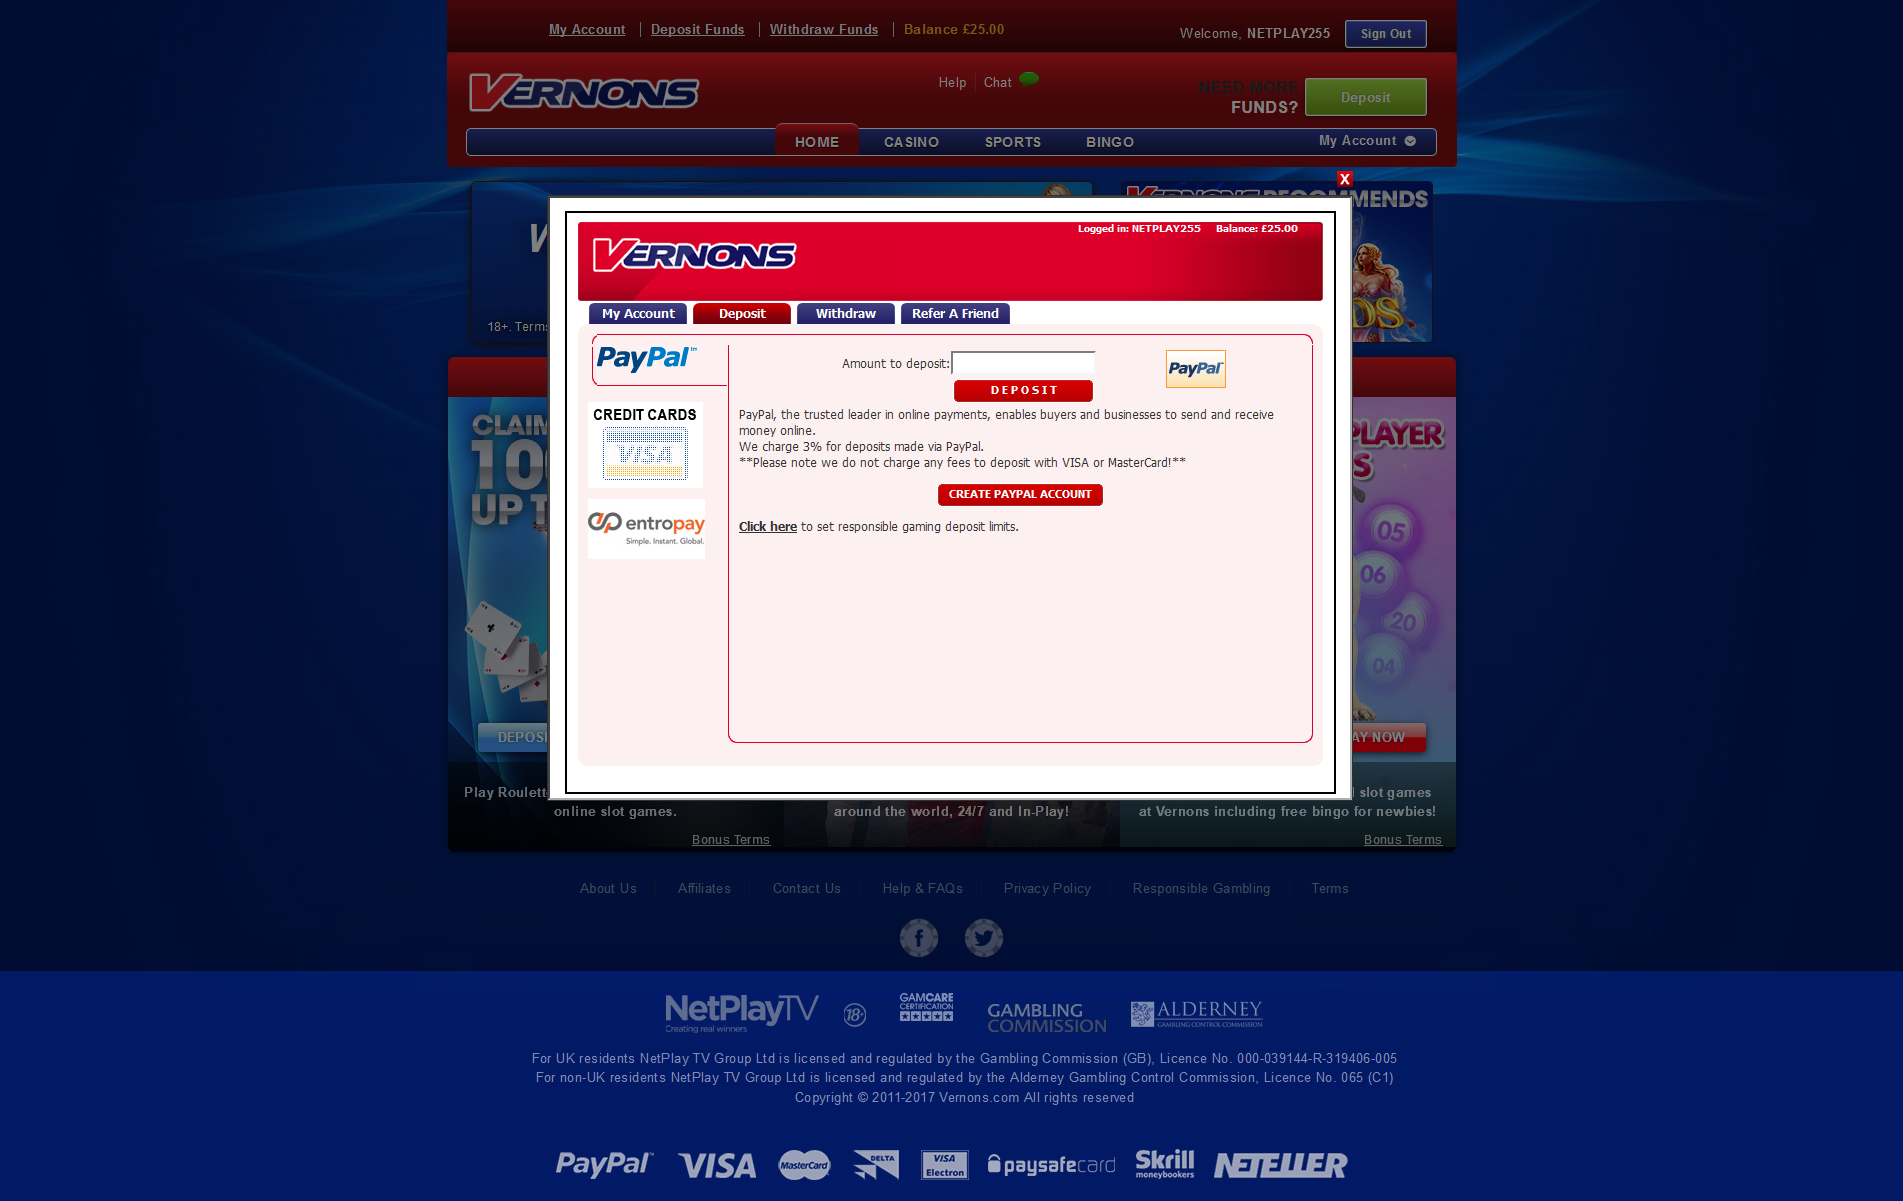 My Account | Deposit Funds | Withdraw Funds | Balance £25.00
Welcome, NETPLAY255
Sign Out
VERNONS
Help
Chat
NEED MORE
FUNDS?
Deposit
HOME
CASINO
SPORTS
BINGO
My Account
X
VERNONS RECOMMENDS
18+. Terms
Logged in: NETPLAY255 Balance: £25.00
VERNONS
My Account
Deposit
Withdraw
Refer A Friend
PayPal™
Amount to deposit:
PayPal
DEPOSIT
CREDIT CARDS
VISA
entropay
Simple. Instant. Global.
PayPal, the trusted leader in online payments, enables buyers and businesses to send and receive
money online.
We charge 3% for deposits made via PayPal.
**Please note we do not charge any fees to deposit with VISA or MasterCard!**
CREATE PAYPAL ACCOUNT
Click here to set responsible gaming deposit limits.
CLAIM
UP
PLAYER
05
06
20
04
NOW
Play
online slot games.
Bonus Terms
around the world, 24/7 and In-Play!
slot games
at Vernons including free bingo for newbies!
Bonus Terms
About Us
Affiliates
Contact Us
Help & FAQs
Privacy Policy
Responsible Gambling
Terms
NetPlayTV
Creating real winners
18+
GAMCARE
CERTIFICATION
GAMBLING
COMMISSION
ALDERNEY
GAMBLING CONTROL COMMISSION
For UK residents NetPlay TV Group Ltd is licensed and regulated by the Gambling Commission (GB), Licence No. 000-039144-R-319406-005
For non-UK residents NetPlay TV Group Ltd is licensed and regulated by the Alderney Gambling Control Commission, Licence No. 065 (C1)
Copyright © 2011-2017 Vernons.com All rights reserved
PayPal
VISA
MasterCard
DELTA
VISA
Electron
paysafecard
Skrill
moneybookers
NETELLER